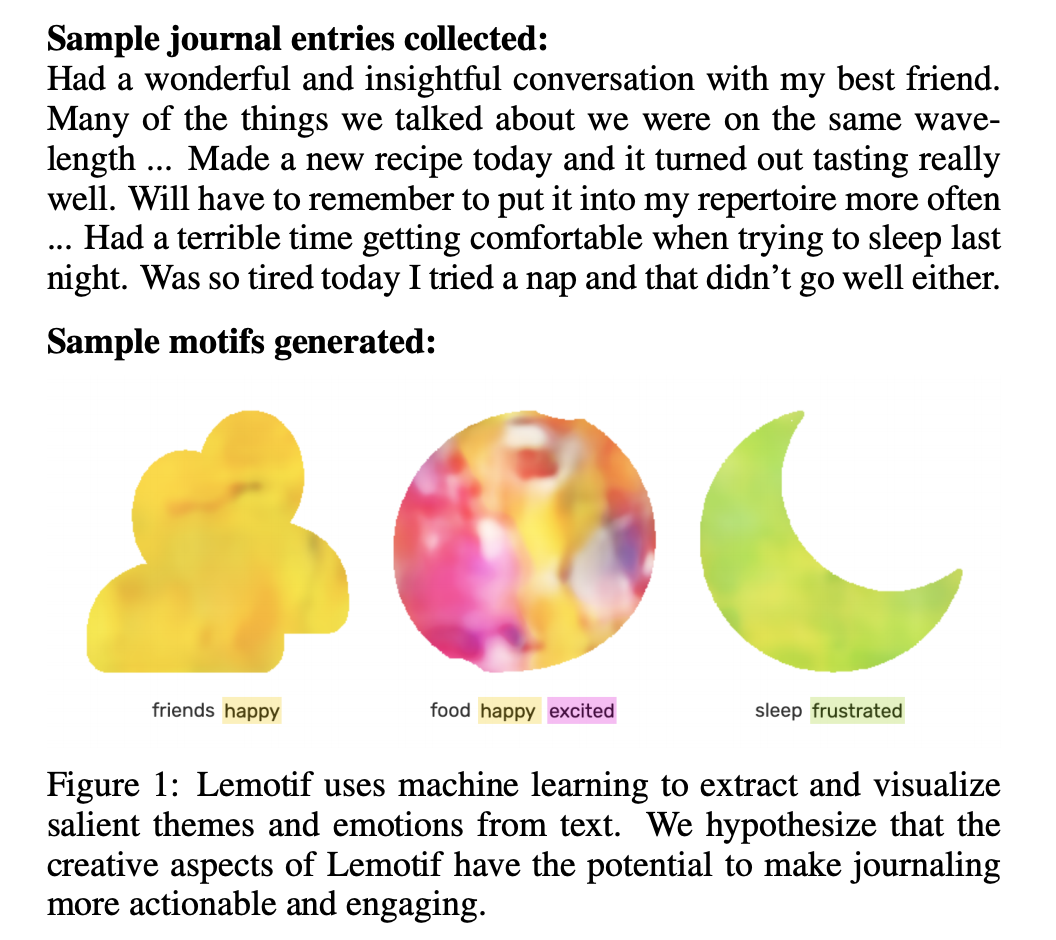 Sample journal entries collected:
Had a wonderful and insightful conversation with my best friend.
Many of the things we talked about we were on the same wave-
length ... Made a new recipe today and it turned out tasting really
well. Will have to remember to put it into my repertoire more often
... Had a terrible time getting comfortable when trying to sleep last
night. Was so tired today I tried a nap and that didn’t go well either.
Sample motifs generated:
friends happy
food happy excited
sleep frustrated
Figure 1: Lemotif uses machine learning to extract and visualize
salient themes and emotions from text. We hypothesize that the
creative aspects of Lemotif have the potential to make journaling
more actionable and engaging.